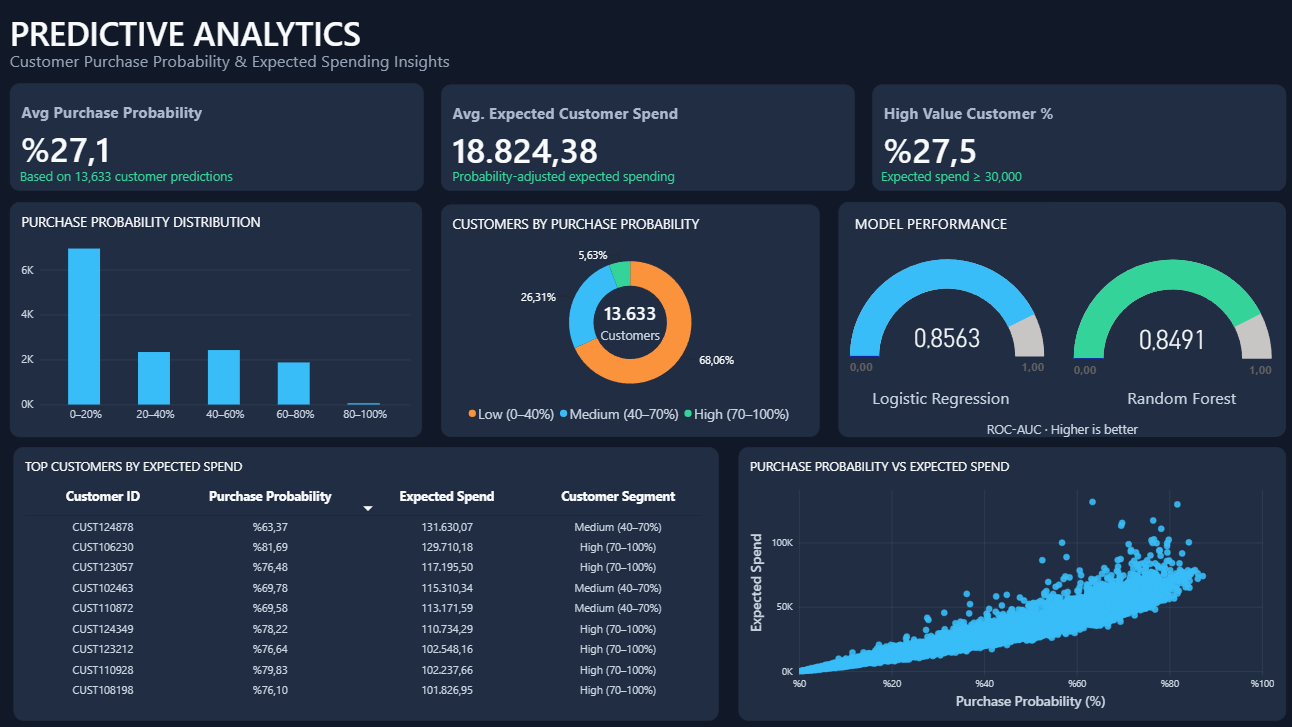 PREDICTIVE ANALYTICS
Customer Purchase Probability & Expected Spending Insights
Avg Purchase Probability
%27,1
Based on 13,633 customer predictions
Avg. Expected Customer Spend
18.824,38
Probability-adjusted expected spending
High Value Customer %
%27,5
Expected spend ≥ 30,000
PURCHASE PROBABILITY DISTRIBUTION
6K
4K
2K
0K
0–20% 20–40% 40–60% 60–80% 80–100%
CUSTOMERS BY PURCHASE PROBABILITY
5,63%
26,31%
68,06%
13.633
Customers
Low (0–40%) Medium (40–70%) High (70–100%)
MODEL PERFORMANCE
0,8563
0,00 1,00
Logistic Regression
0,8491
0,00 1,00
Random Forest
ROC-AUC · Higher is better
TOP CUSTOMERS BY EXPECTED SPEND
Customer ID Purchase Probability Expected Spend Customer Segment
CUST124878 %63,37 131.630,07 Medium (40–70%)
CUST106230 %81,69 129.710,18 High (70–100%)
CUST123057 %76,48 117.195,50 High (70–100%)
CUST102463 %69,78 115.310,34 Medium (40–70%)
CUST110872 %69,58 113.171,59 Medium (40–70%)
CUST124349 %78,22 110.734,29 High (70–100%)
CUST123212 %76,64 102.548,16 High (70–100%)
CUST110928 %79,83 102.237,66 High (70–100%)
CUST108198 %76,10 101.826,95 High (70–100%)
PURCHASE PROBABILITY VS EXPECTED SPEND
Expected Spend
100K
50K
0K
%0 %20 %40 %60 %80 %100
Purchase Probability (%)